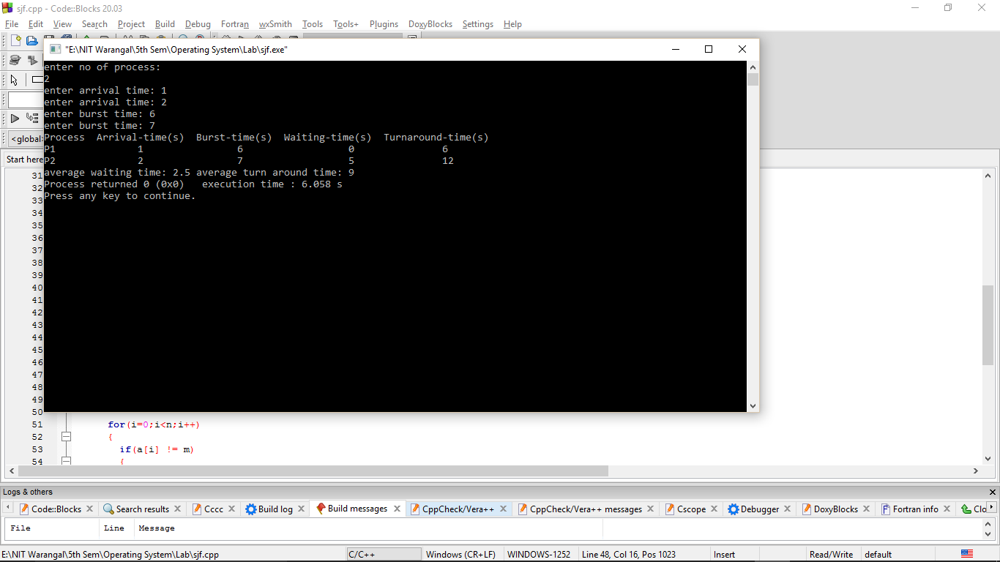 sjf.cpp - Code::Blocks 20.03
File Edit View Search Project Build Debug Fortran wxSmith Tools Tools+ Plugins DoxyBlocks Settings Help
"E:\NIT Warangal\5th Sem\Operating System\Lab\sjf.exe"
enter no of process:
2
enter arrival time: 1
enter arrival time: 2
enter burst time: 6
enter burst time: 7
Process Arrival-time(s) Burst-time(s) Waiting-time(s) Turnaround-time(s)
P1 1 6 0 6
P2 2 7 5 12
average waiting time: 2.5 average turn around time: 9
Process returned 0 (0x0) execution time : 6.058 s
Press any key to continue.
<global>
Start here
31
32
33
34
35
36
37
38
39
40
41
42
43
44
45
46
47
48
49
50
51 for(i=0;i<n;i++)
52 {
53 if(a[i] != m)
54 {
Logs & others
Code::Blocks Search results Cccc Build log Build messages CppCheck/Vera++ CppCheck/Vera++ messages Cscope Debugger DoxyBlocks Fortran info Clo
File Line Message
E:\NIT Warangal\5th Sem\Operating System\Lab\sjf.cpp C/C++ Windows (CR+LF) WINDOWS-1252 Line 48, Col 16, Pos 1023 Insert Read/Write default